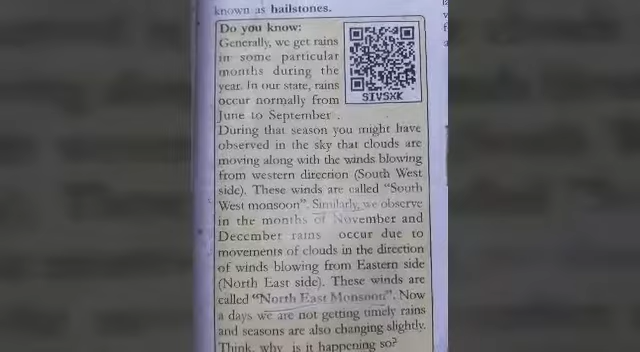 known as hailstones.
Do you know:
Generally, we get rains
in some particular
months during the
year. In our state, rains
occur normally from
June to September .
SIVSXK
During that season you might have
observed in the sky that clouds are
moving along with the winds blowing
from western direction (South West
side). These winds are called "South
West monsoon". Similarly, we observe
in the months of November and
December rains occur due to
movements of clouds in the direction
of winds blowing from Eastern side
(North East side). These winds are
called "North East Monsoon". Now
a days we are not getting timely rains
and seasons are also changing slightly.
Think, why is it happening so?